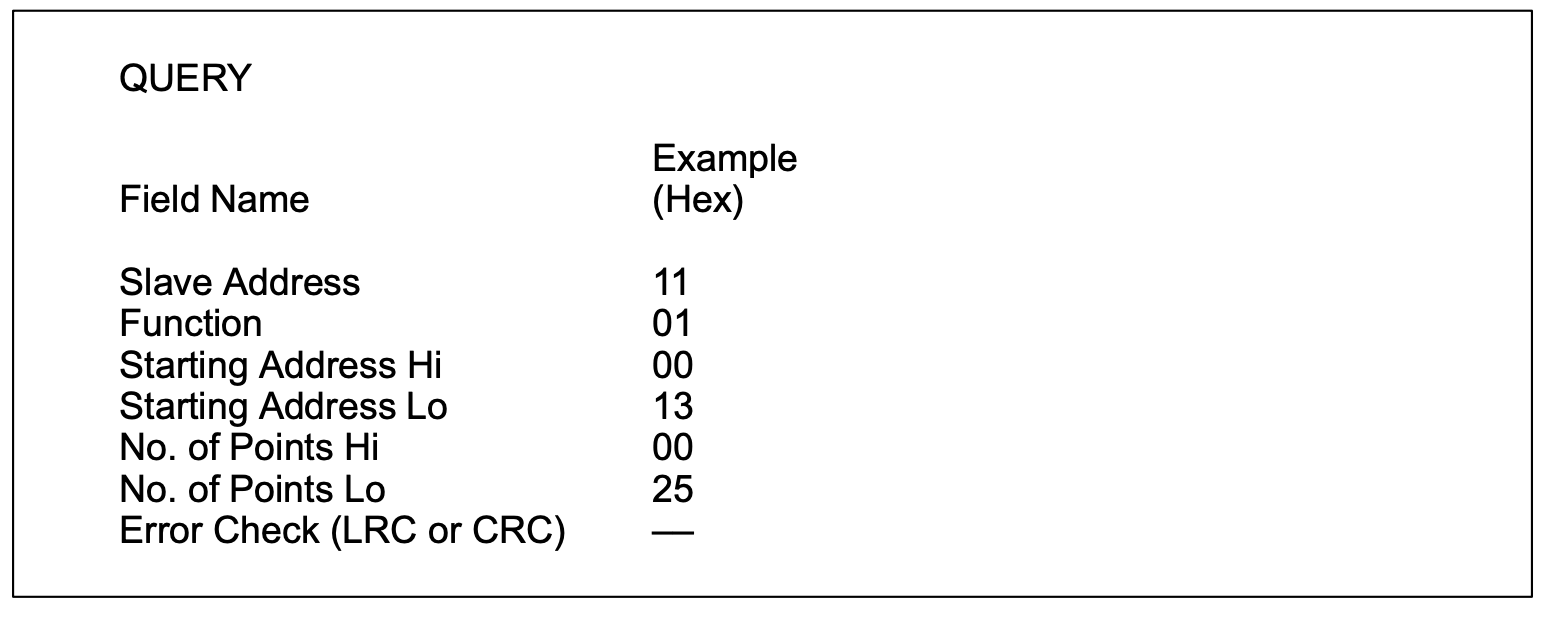 QUERY
Example
Field Name (Hex)
Slave Address 11
Function 01
Starting Address Hi 00
Starting Address Lo 13
No. of Points Hi 00
No. of Points Lo 25
Error Check (LRC or CRC) —